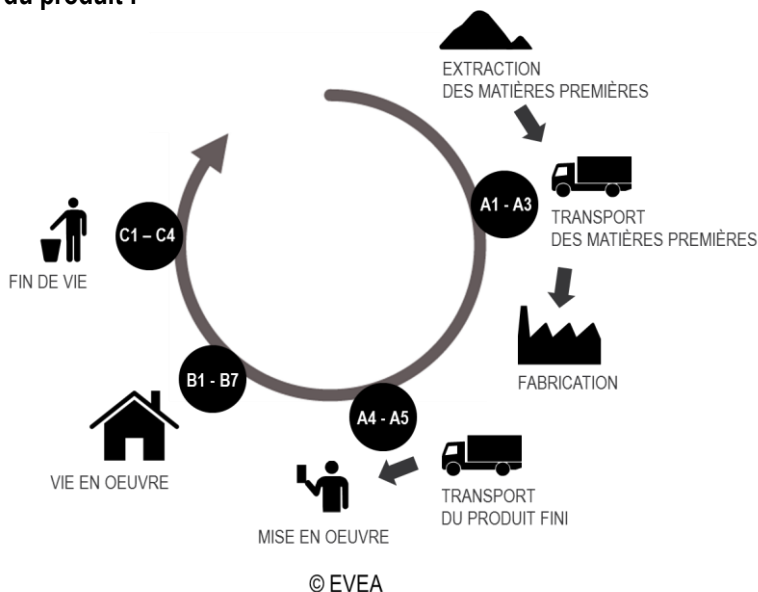 du produit :
EXTRACTION
DES MATIÈRES PREMIÈRES
A1 - A3
TRANSPORT
DES MATIÈRES PREMIÈRES
FABRICATION
A4 - A5
TRANSPORT
DU PRODUIT FINI
MISE EN OEUVRE
B1 - B7
VIE EN OEUVRE
C1 – C4
FIN DE VIE
© EVEA